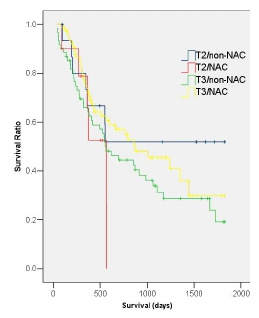 1.0
0.8
0.6
0.4
0.2
0.0
Survival Ratio
T2/non-NAC
T2/NAC
T3/non-NAC
T3/NAC
0 500 1000 1500 2000
Survival (days)